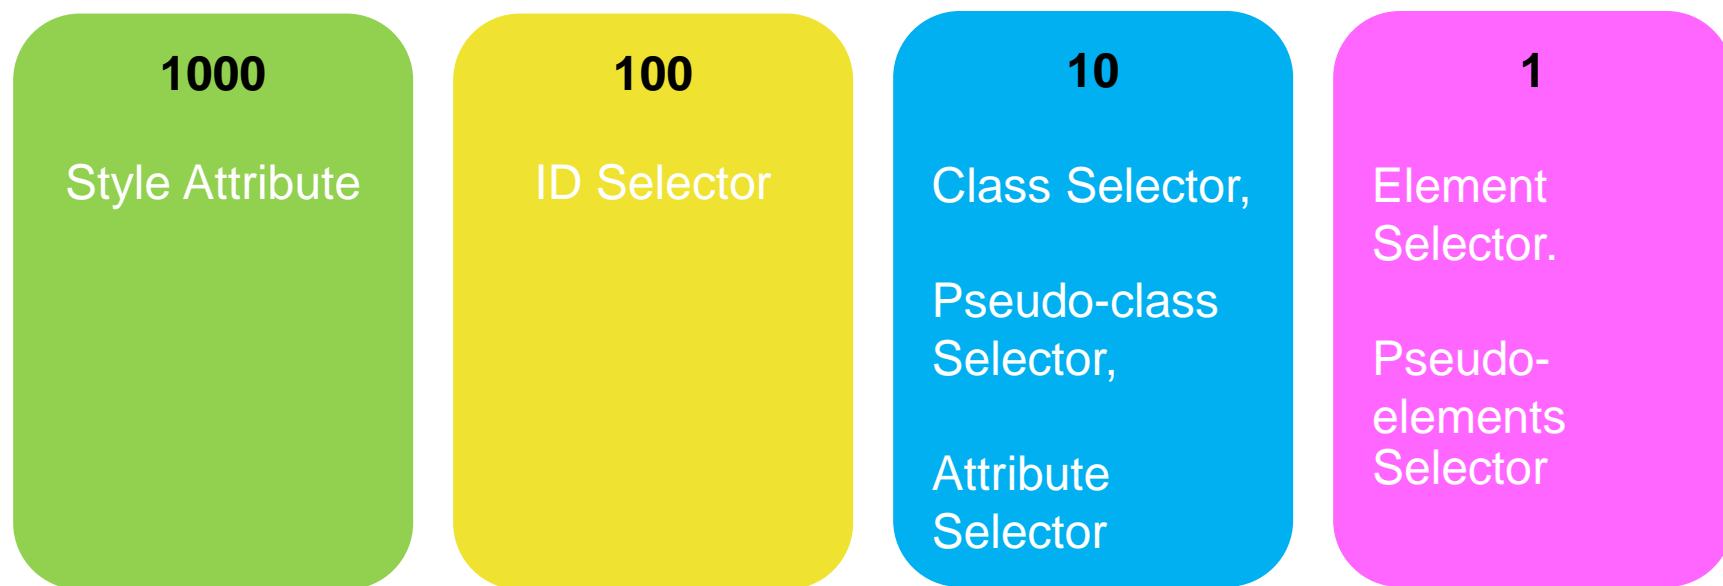 1000
Style Attribute
100
ID Selector
10
Class Selector,
Pseudo-class
Selector,
Attribute
Selector
1
Element
Selector.
Pseudo-
elements
Selector